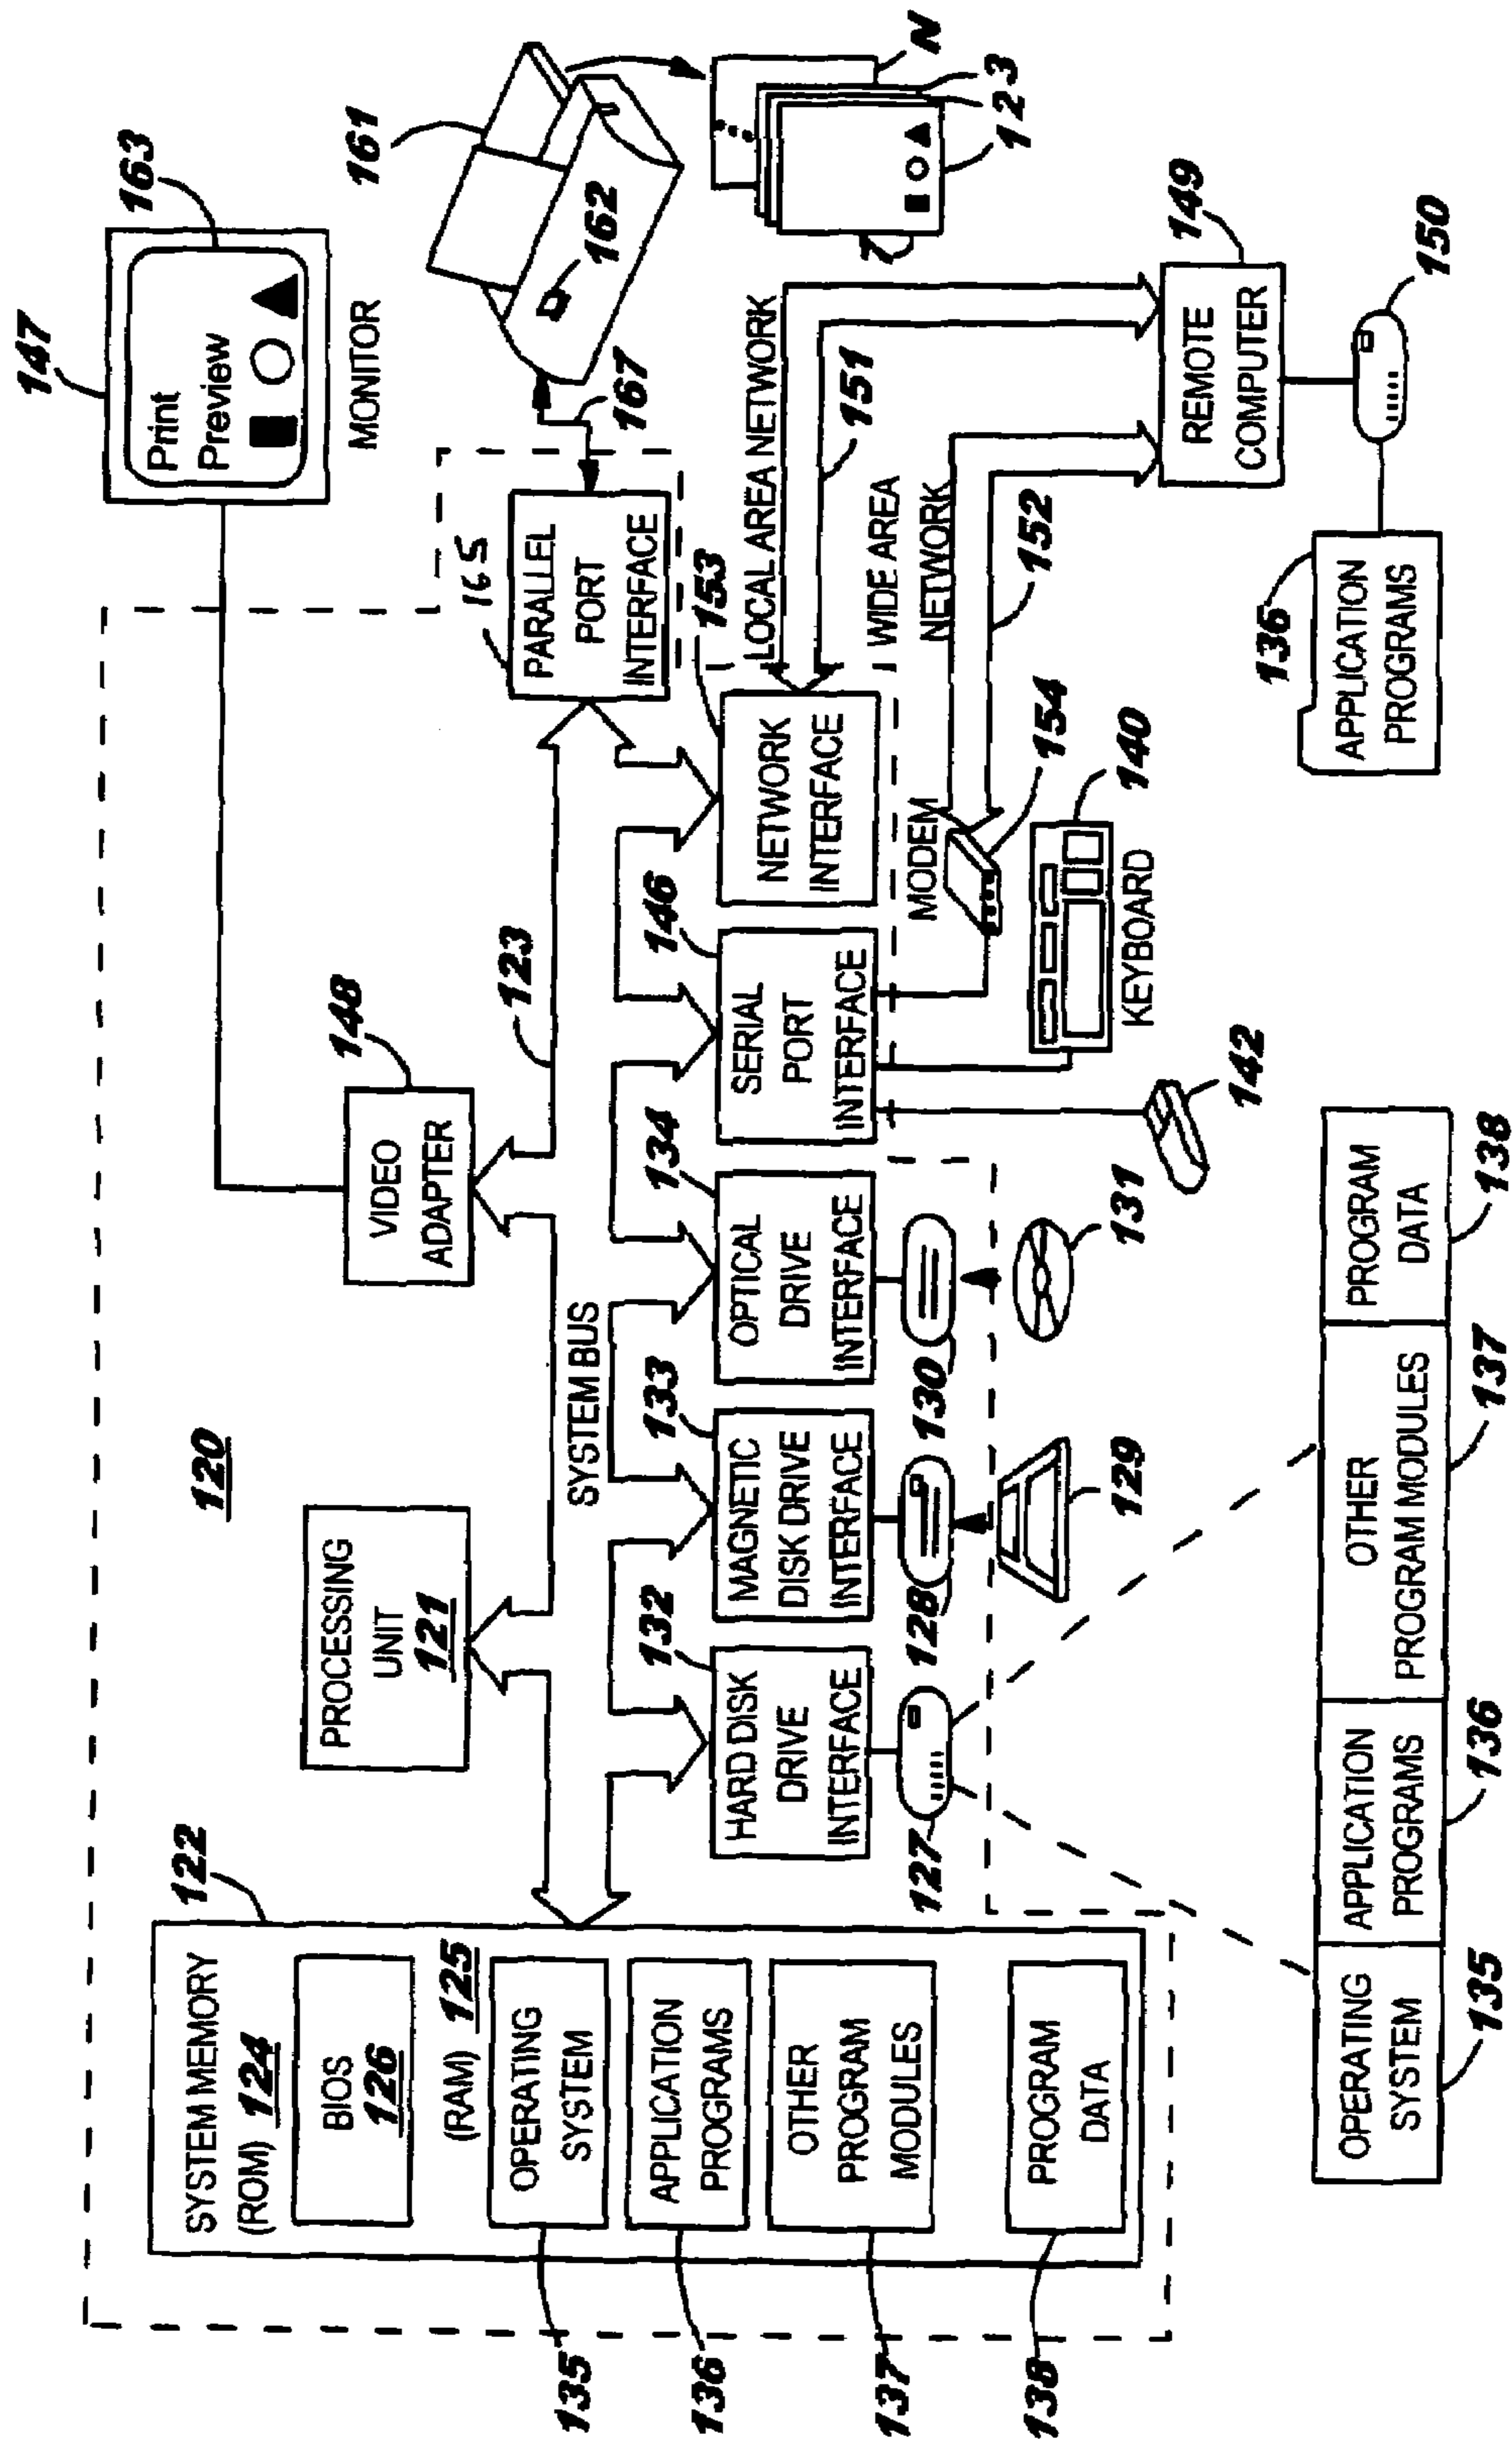 147
163
Print
Preview
MONITOR
161
162
167
N
3
2
1
7
120
148
VIDEO
ADAPTER
123
165
PARALLEL
PORT
INTERFACE
PROCESSING
UNIT
121
SYSTEM BUS
122
SYSTEM MEMORY
(ROM) 124
BIOS
126
(RAM) 125
OPERATING
SYSTEM
135
APPLICATION
PROGRAMS
136
OTHER
PROGRAM
MODULES
137
PROGRAM
DATA
138
132
HARD DISK
DRIVE
INTERFACE
133
MAGNETIC
DISK DRIVE
INTERFACE
134
OPTICAL
DRIVE
INTERFACE
146
SERIAL
PORT
INTERFACE
153
NETWORK
INTERFACE
LOCAL AREA NETWORK
151
WIDE AREA
NETWORK
152
127
128
130
129
131
142
MODEM
154
140
KEYBOARD
149
REMOTE
COMPUTER
150
136
APPLICATION
PROGRAMS
OPERATING
SYSTEM
135
APPLICATION
PROGRAMS
136
OTHER
PROGRAM MODULES
137
PROGRAM
DATA
138